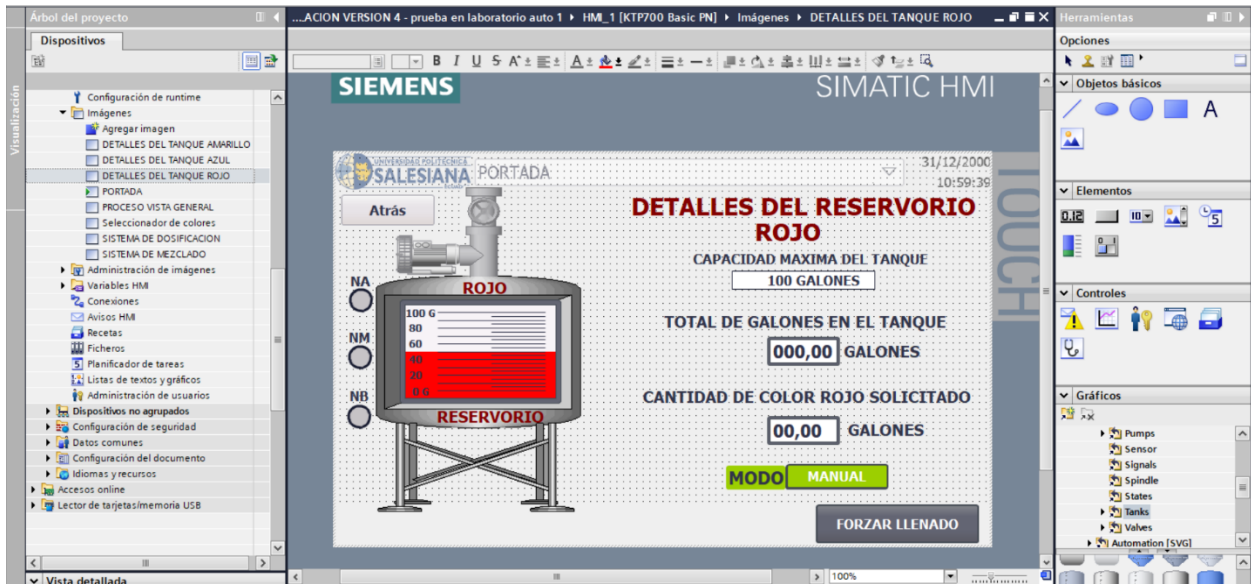 Árbol del proyecto
...ACION VERSION 4 - prueba en laboratorio auto 1 ▸ HMI_1 [KTP700 Basic PN] ▸ Imágenes ▸ DETALLES DEL TANQUE ROJO
Herramientas
Dispositivos
Opciones
Visualización
Configuración de runtime
Imágenes
Agregar imagen
DETALLES DEL TANQUE AMARILLO
DETALLES DEL TANQUE AZUL
DETALLES DEL TANQUE ROJO
PORTADA
PROCESO VISTA GENERAL
Seleccionador de colores
SISTEMA DE DOSIFICACION
SISTEMA DE MEZCLADO
Administración de imágenes
Variables HMI
Conexiones
Avisos HMI
Recetas
Ficheros
Planificador de tareas
Listas de textos y gráficos
Administración de usuarios
Dispositivos no agrupados
Configuración de seguridad
Datos comunes
Configuración del documento
Idiomas y recursos
Accesos online
Lector de tarjetas/memoria USB
Vista detallada
B I U S A
SIEMENS
SIMATIC HMI
TOUCH
UNIVERSIDAD POLITÉCNICA
SALESIANA
PORTADA
31/12/2000
10:59:39
Atrás
DETALLES DEL RESERVORIO
ROJO
CAPACIDAD MAXIMA DEL TANQUE
100 GALONES
NA
ROJO
100 G
80
60
40
20
0 G
NM
NB
RESERVORIO
TOTAL DE GALONES EN EL TANQUE
000,00 GALONES
CANTIDAD DE COLOR ROJO SOLICITADO
00,00 GALONES
MODO MANUAL
FORZAR LLENADO
100%
Objetos básicos
A
Elementos
0.12
10
5
Controles
Gráficos
Pumps
Sensor
Signals
Spindle
States
Tanks
Valves
Automation [SVG]